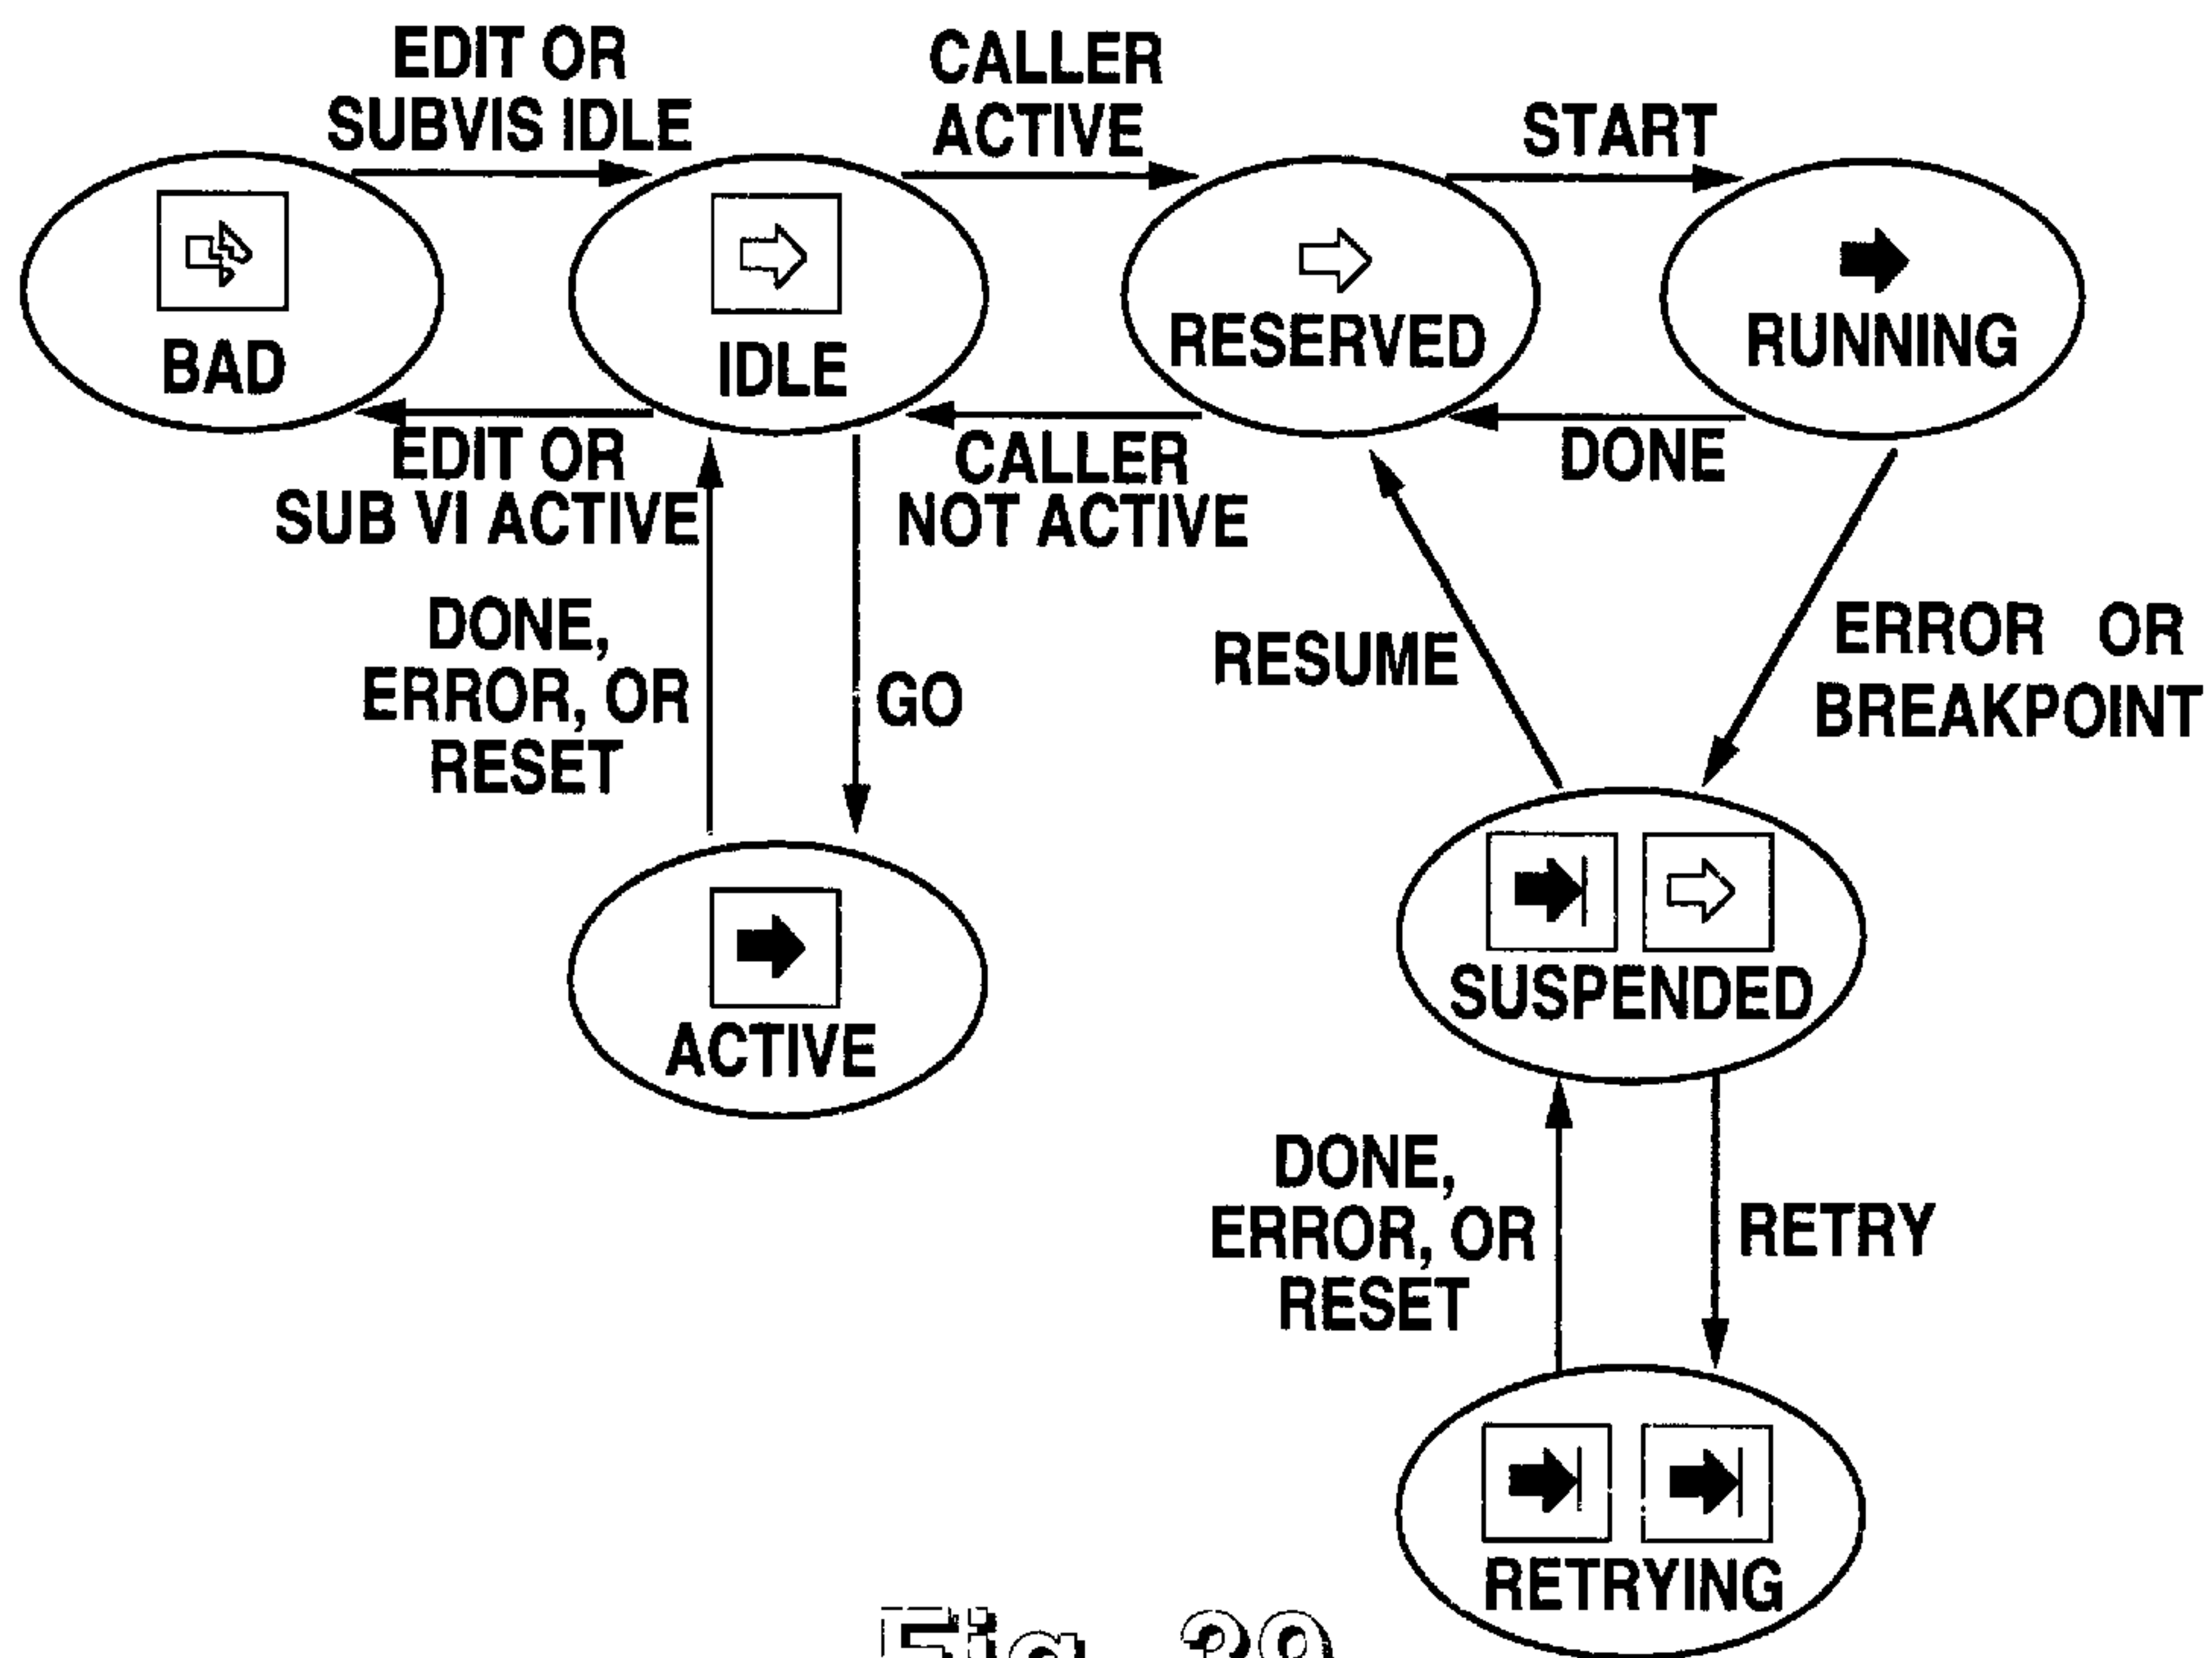 EDIT OR
SUBVIS IDLE
CALLER
ACTIVE
START
BAD
IDLE
RESERVED
RUNNING
EDIT OR
SUB VI ACTIVE
CALLER
NOT ACTIVE
DONE
DONE,
ERROR, OR
RESET
GO
RESUME
ERROR OR
BREAKPOINT
ACTIVE
SUSPENDED
DONE,
ERROR, OR
RESET
RETRY
RETRYING
Fig.